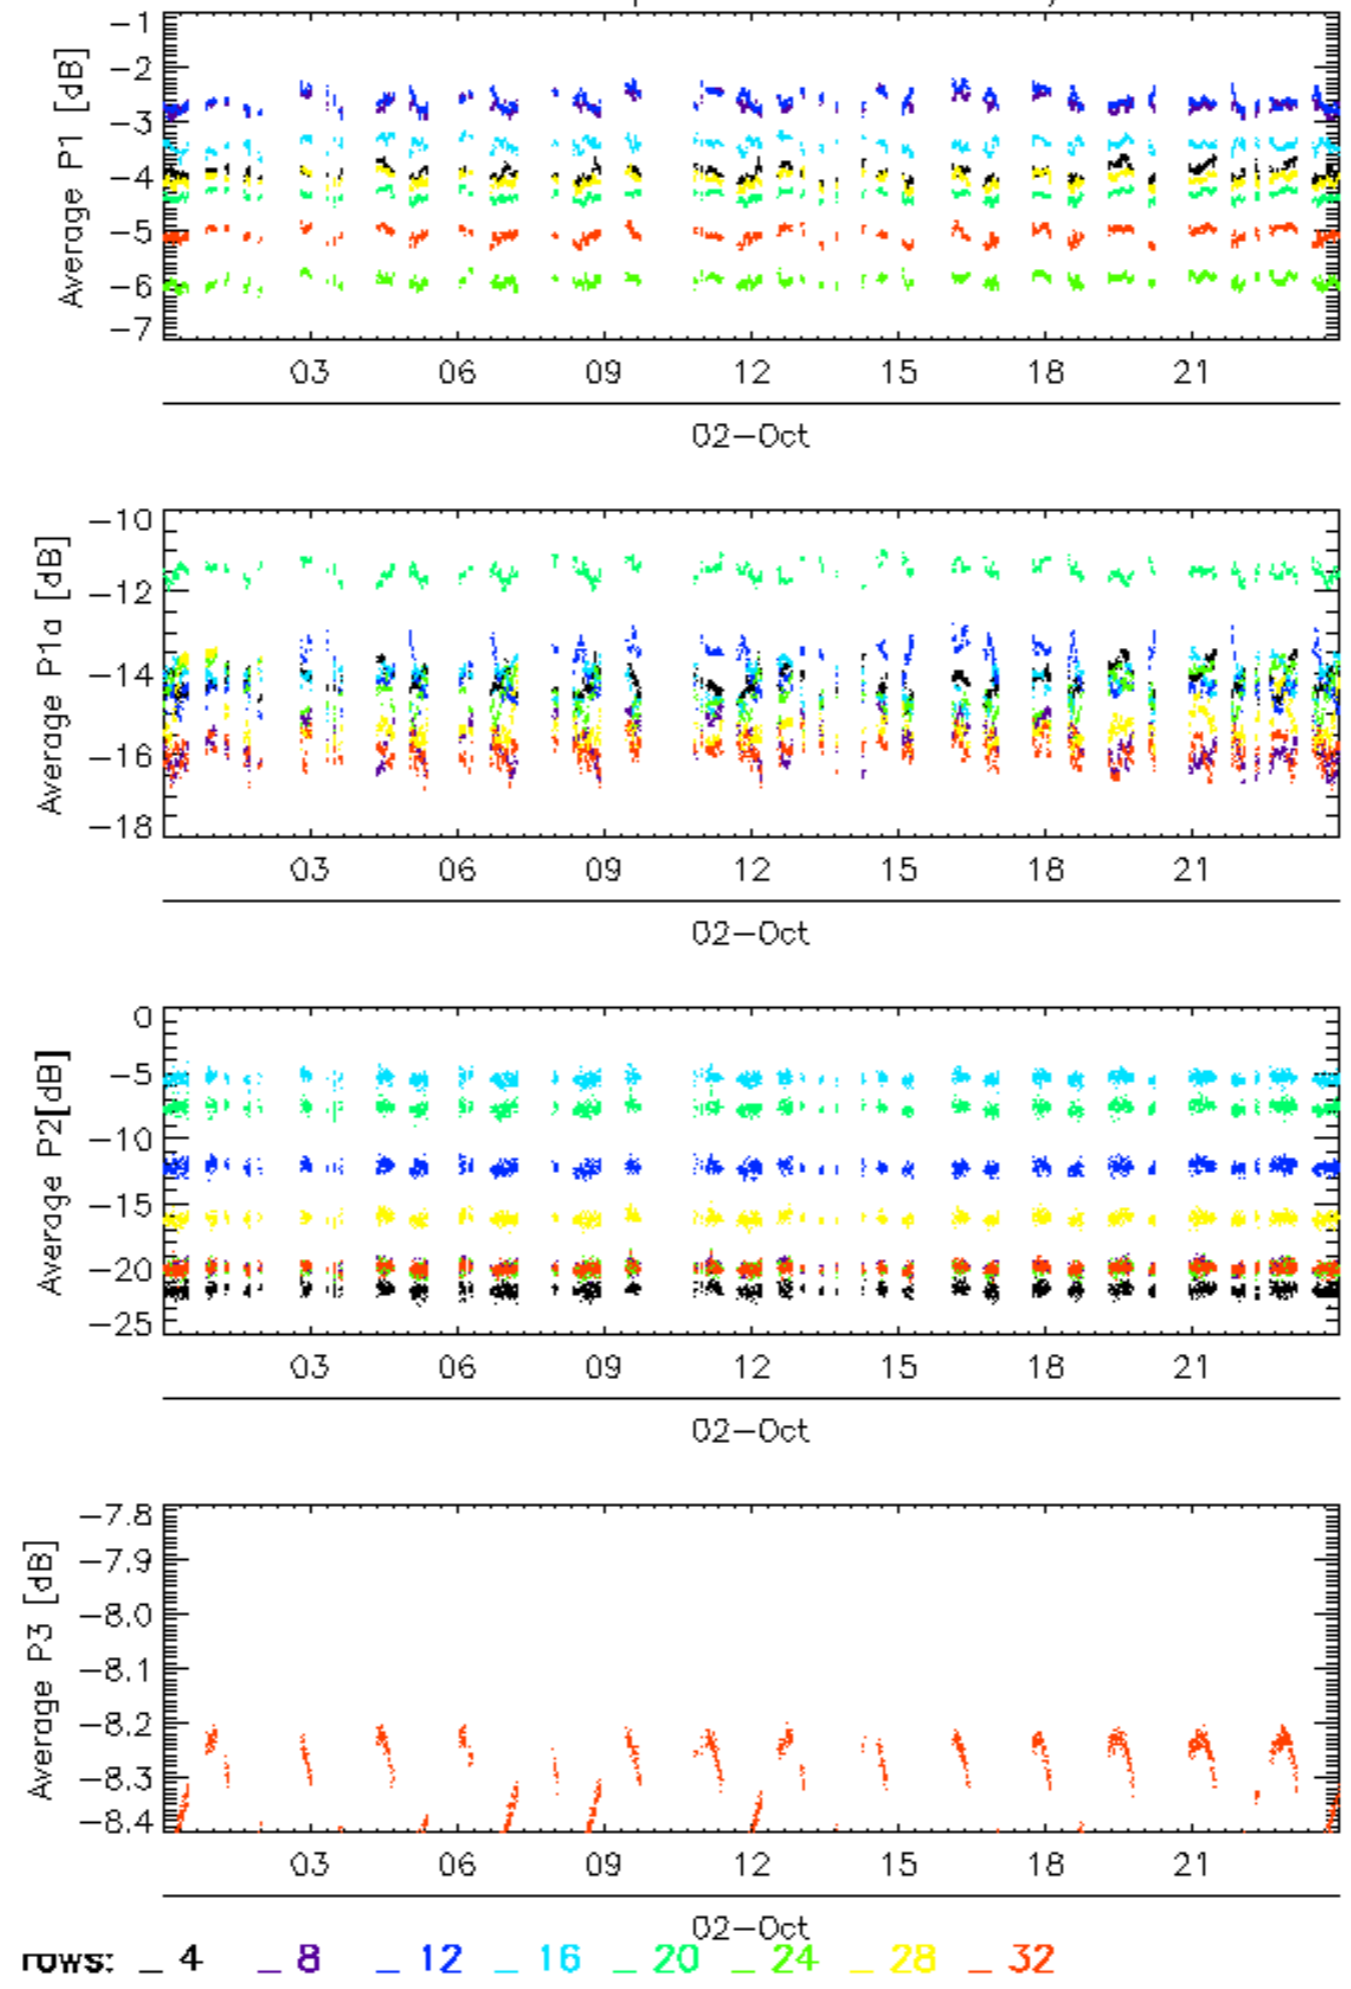 Average P1 [dB]
-1
-2
-3
-4
-5
-6
-7
03 06 09 12 15 18 21
02-Oct
Average P1a [dB]
-10
-12
-14
-16
-18
03 06 09 12 15 18 21
02-Oct
Average P2[dB]
0
-5
-10
-15
-20
-25
03 06 09 12 15 18 21
02-Oct
Average P3 [dB]
-7.8
-7.9
-8.0
-8.1
-8.2
-8.3
-8.4
03 06 09 12 15 18 21
02-Oct
rows: _ 4 _ 8 _ 12 _ 16 _ 20 _ 24 _ 28 _ 32